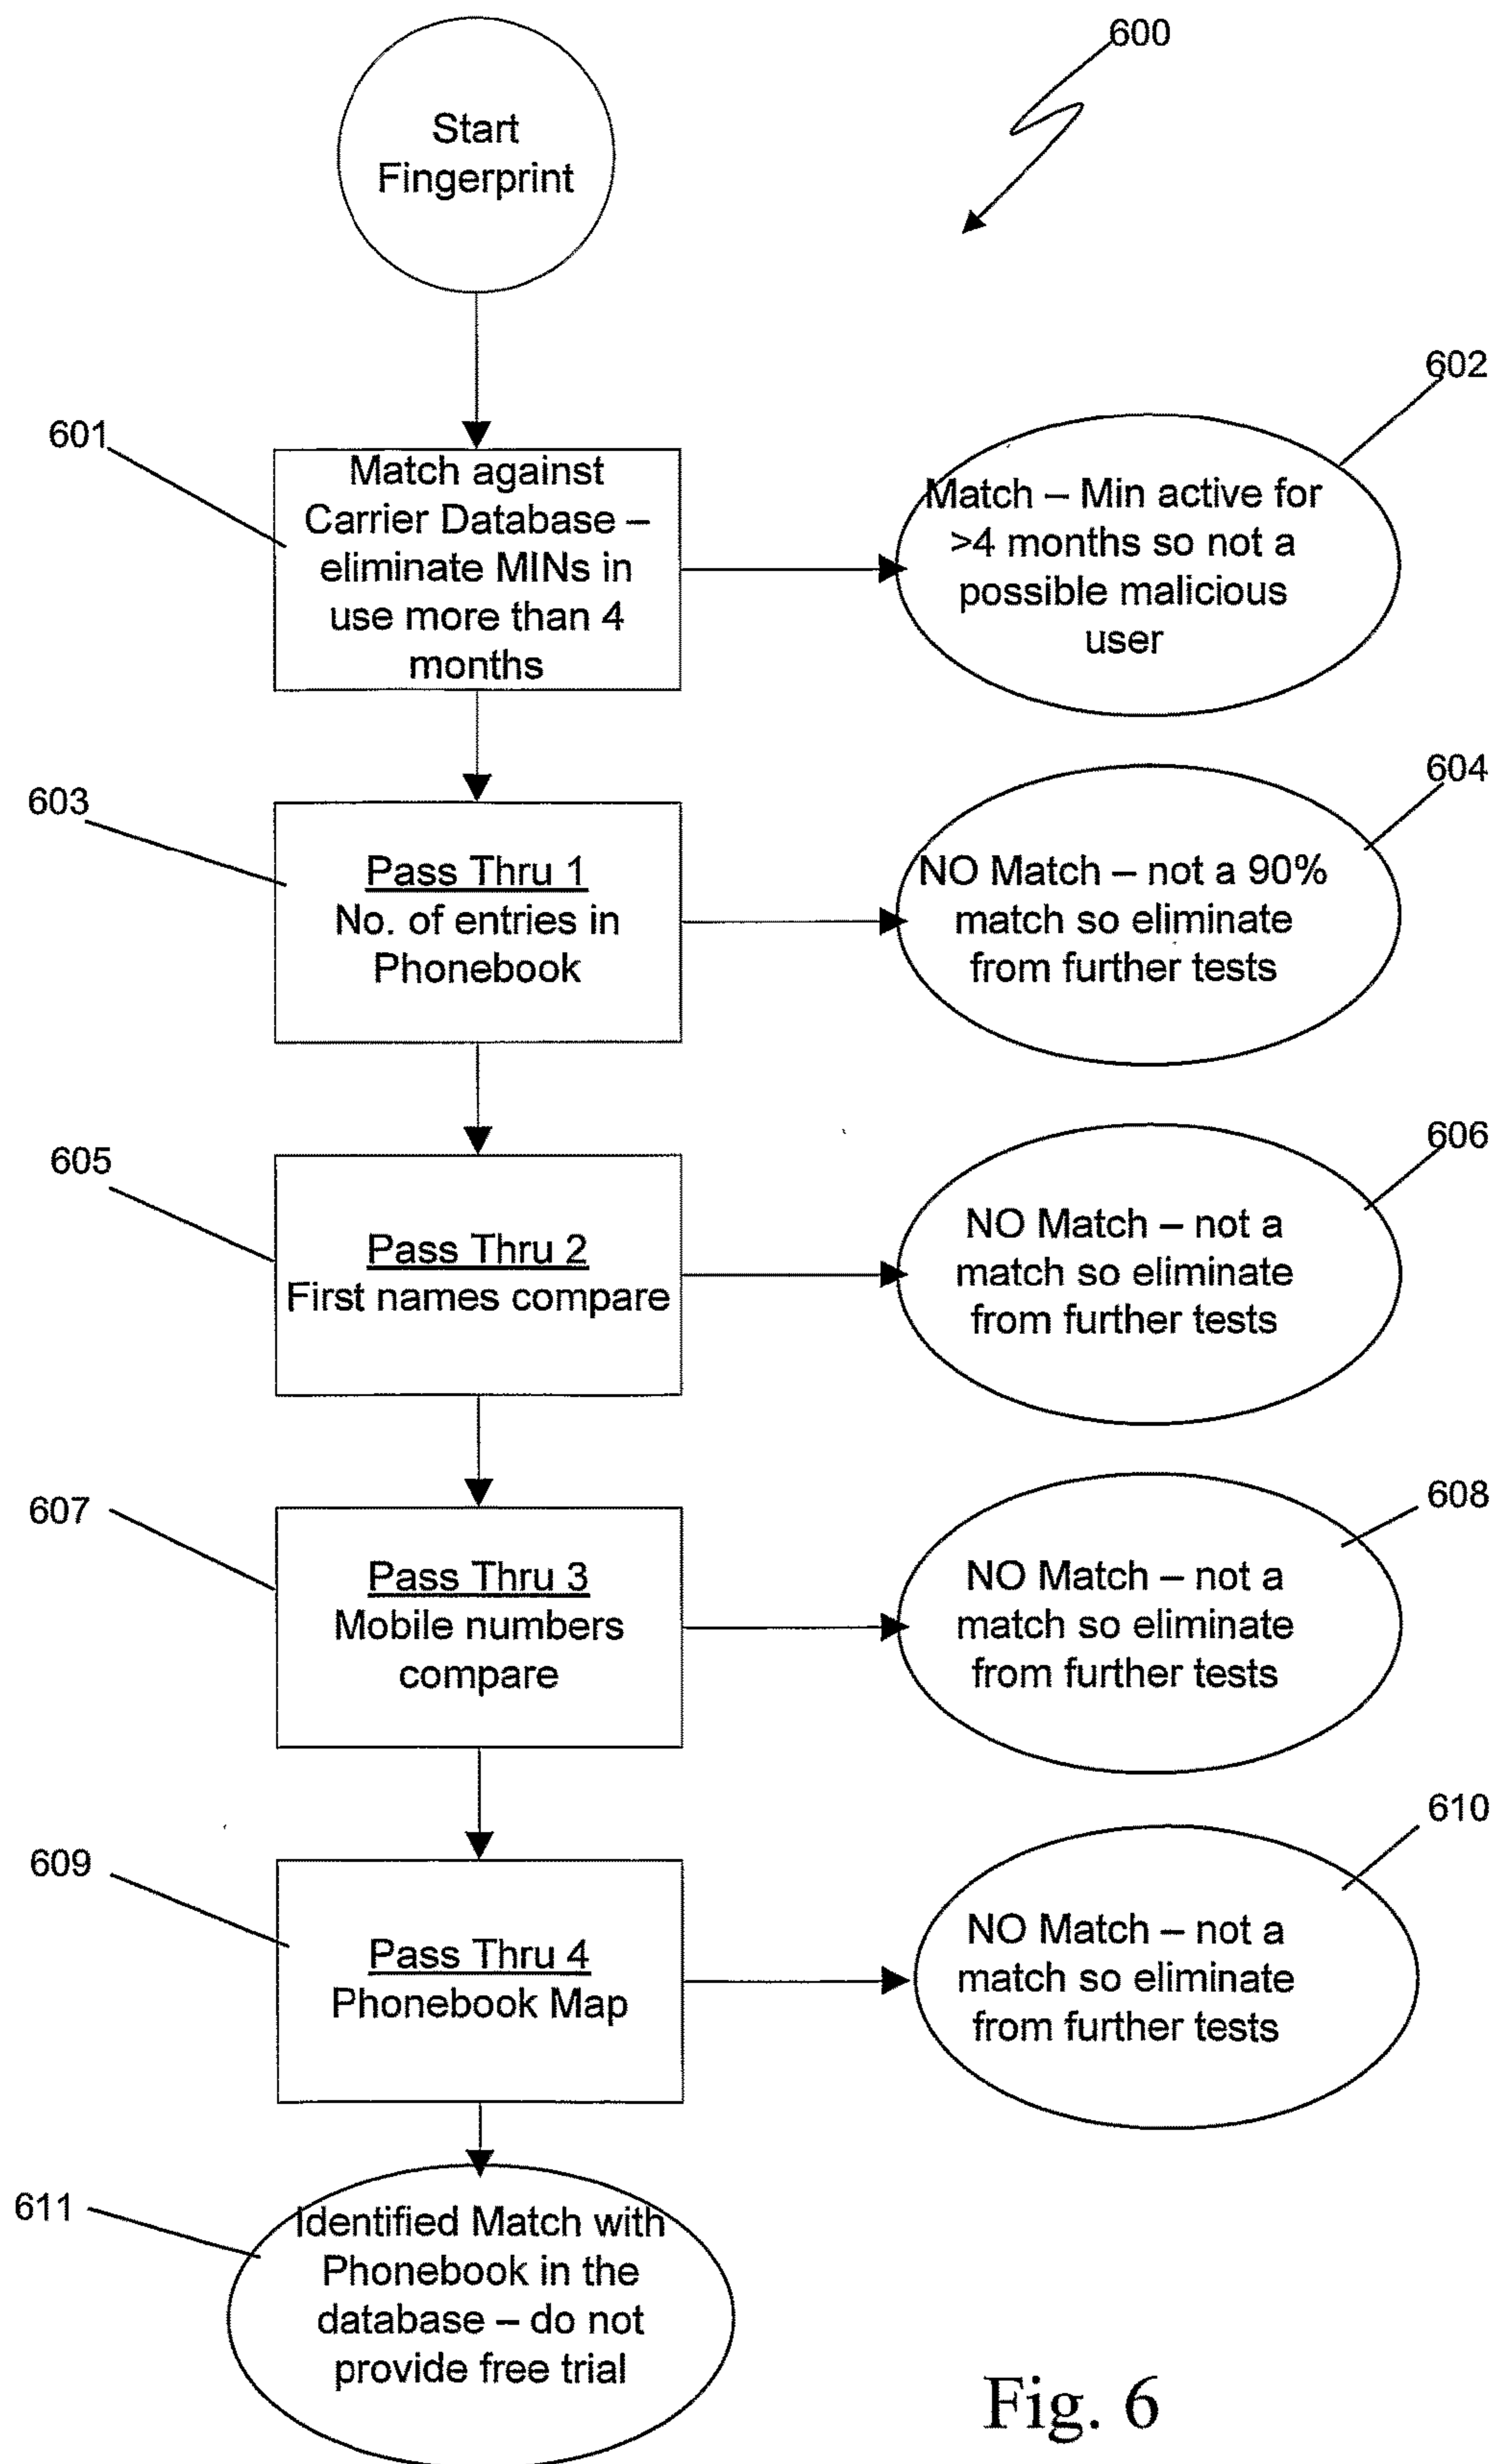 600
Start
Fingerprint
602
601
Match against
Carrier Database –
eliminate MINs in
use more than 4
months
Match – Min active for
>4 months so not a
possible malicious
user
604
603
Pass Thru 1
No. of entries in
Phonebook
NO Match – not a 90%
match so eliminate
from further tests
606
605
Pass Thru 2
First names compare
NO Match – not a
match so eliminate
from further tests
608
607
Pass Thru 3
Mobile numbers
compare
NO Match – not a
match so eliminate
from further tests
610
609
Pass Thru 4
Phonebook Map
NO Match – not a
match so eliminate
from further tests
611
Identified Match with
Phonebook in the
database – do not
provide free trial
Fig. 6